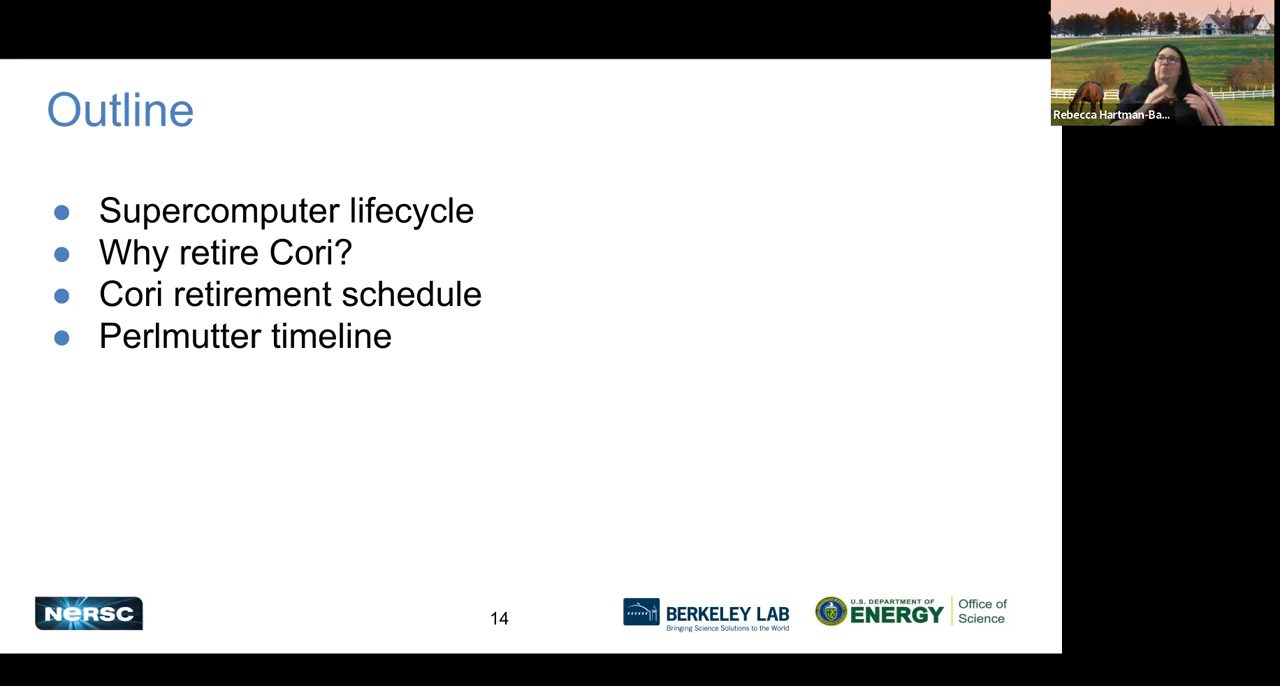 Outline
Rebecca Hartman-Ba...
● Supercomputer lifecycle
● Why retire Cori?
● Cori retirement schedule
● Perlmutter timeline
NERSC
14
BERKELEY LAB
Bringing Science Solutions to the World
U.S. DEPARTMENT OF
ENERGY
Office of
Science